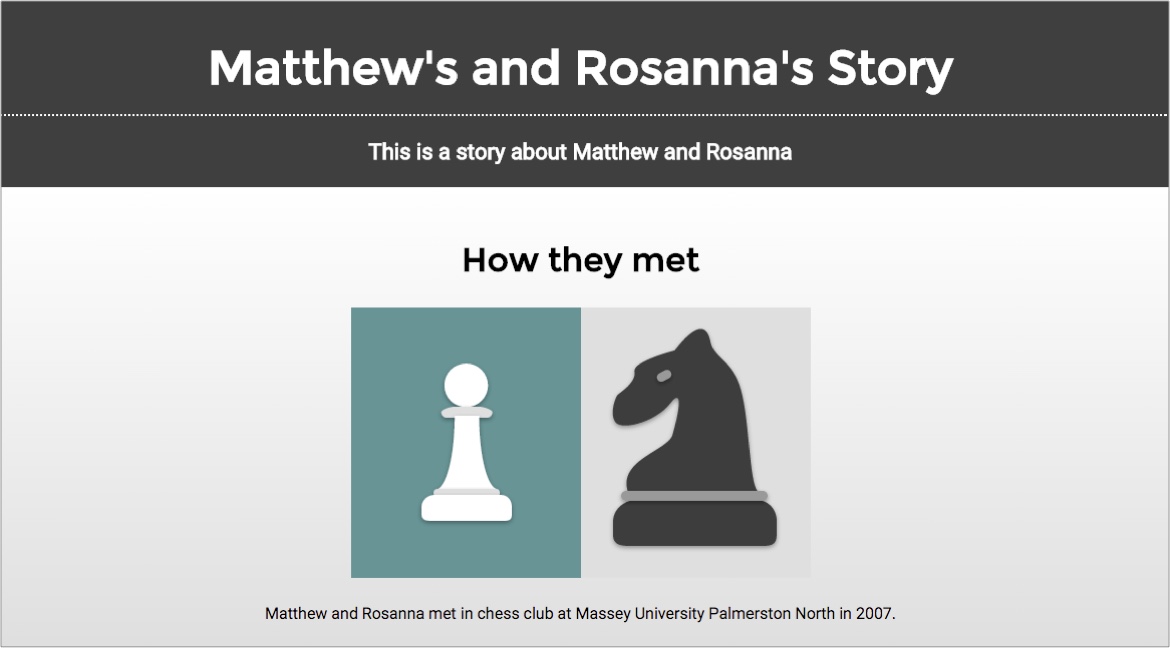 Matthew's and Rosanna's Story
This is a story about Matthew and Rosanna
How they met
Matthew and Rosanna met in chess club at Massey University Palmerston North in 2007.